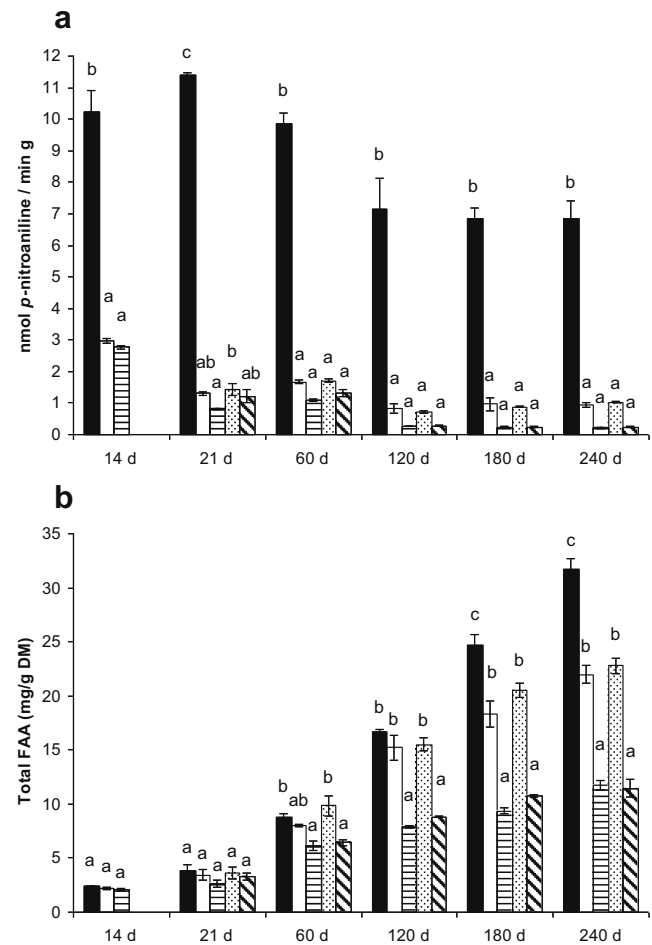 a
nmol p-nitroaniline / min g
12
11
10
9
8
7
6
5
4
3
2
1
0
b
a
a
c
ab
a
b
ab
b
a
a
a
a
b
a
a
a
a
b
a
a
a
a
b
a
a
a
a
14 d 21 d 60 d 120 d 180 d 240 d
b
Total FAA (mg/g DM)
35
30
25
20
15
10
5
0
a a a
a a a a a
b ab a b a
b b a b a
c b a b a
c b a b a
14 d 21 d 60 d 120 d 180 d 240 d